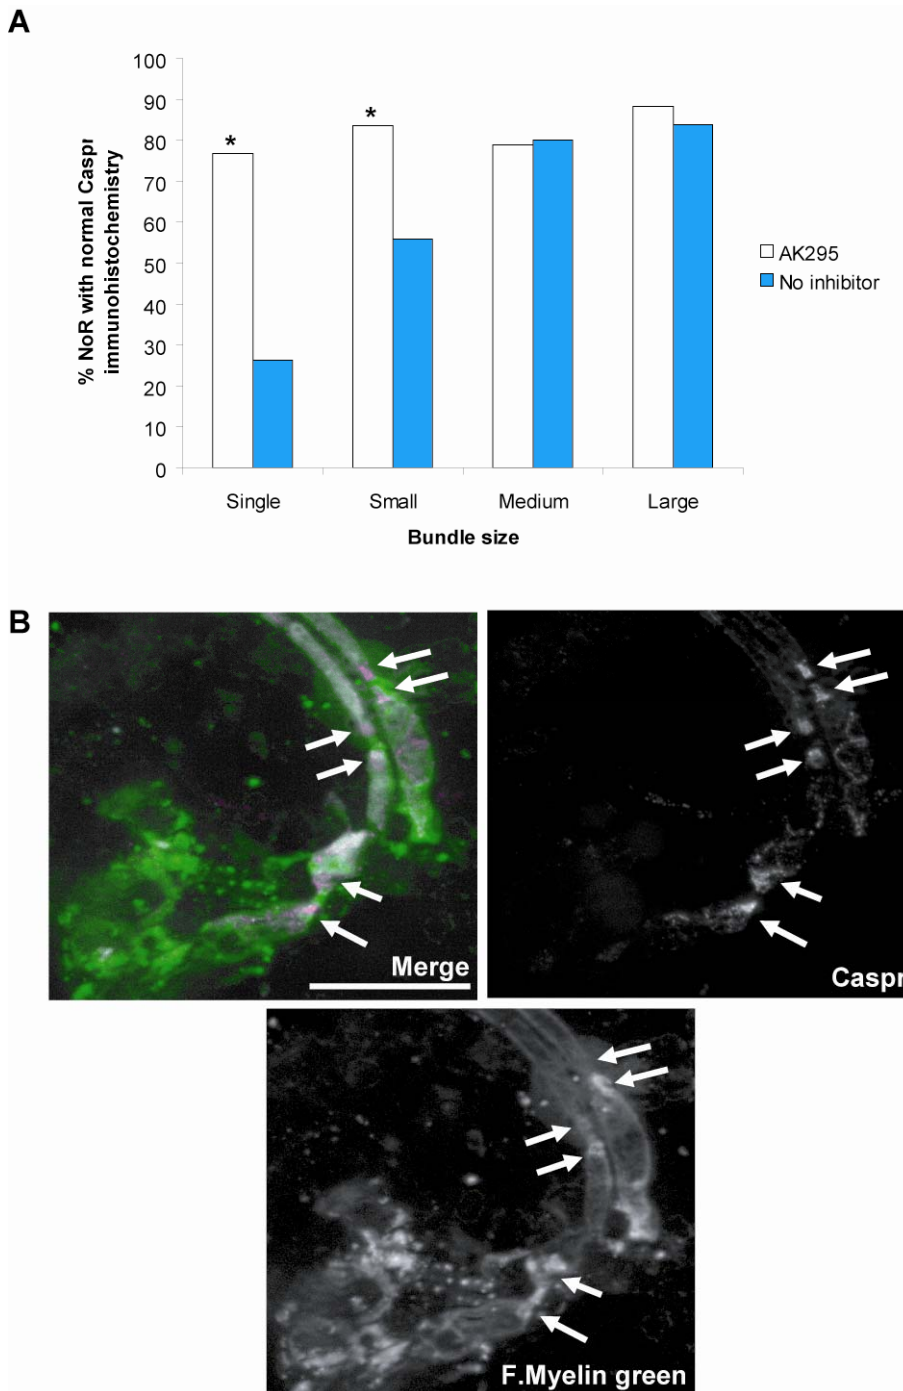 A
% NoR with normal Caspr
immunohistochemistry
100
90
80
70
60
50
40
30
20
10
0
*
*
Single
Small
Medium
Large
Bundle size
AK295
No inhibitor
B
Merge
Caspr
F.Myelin green